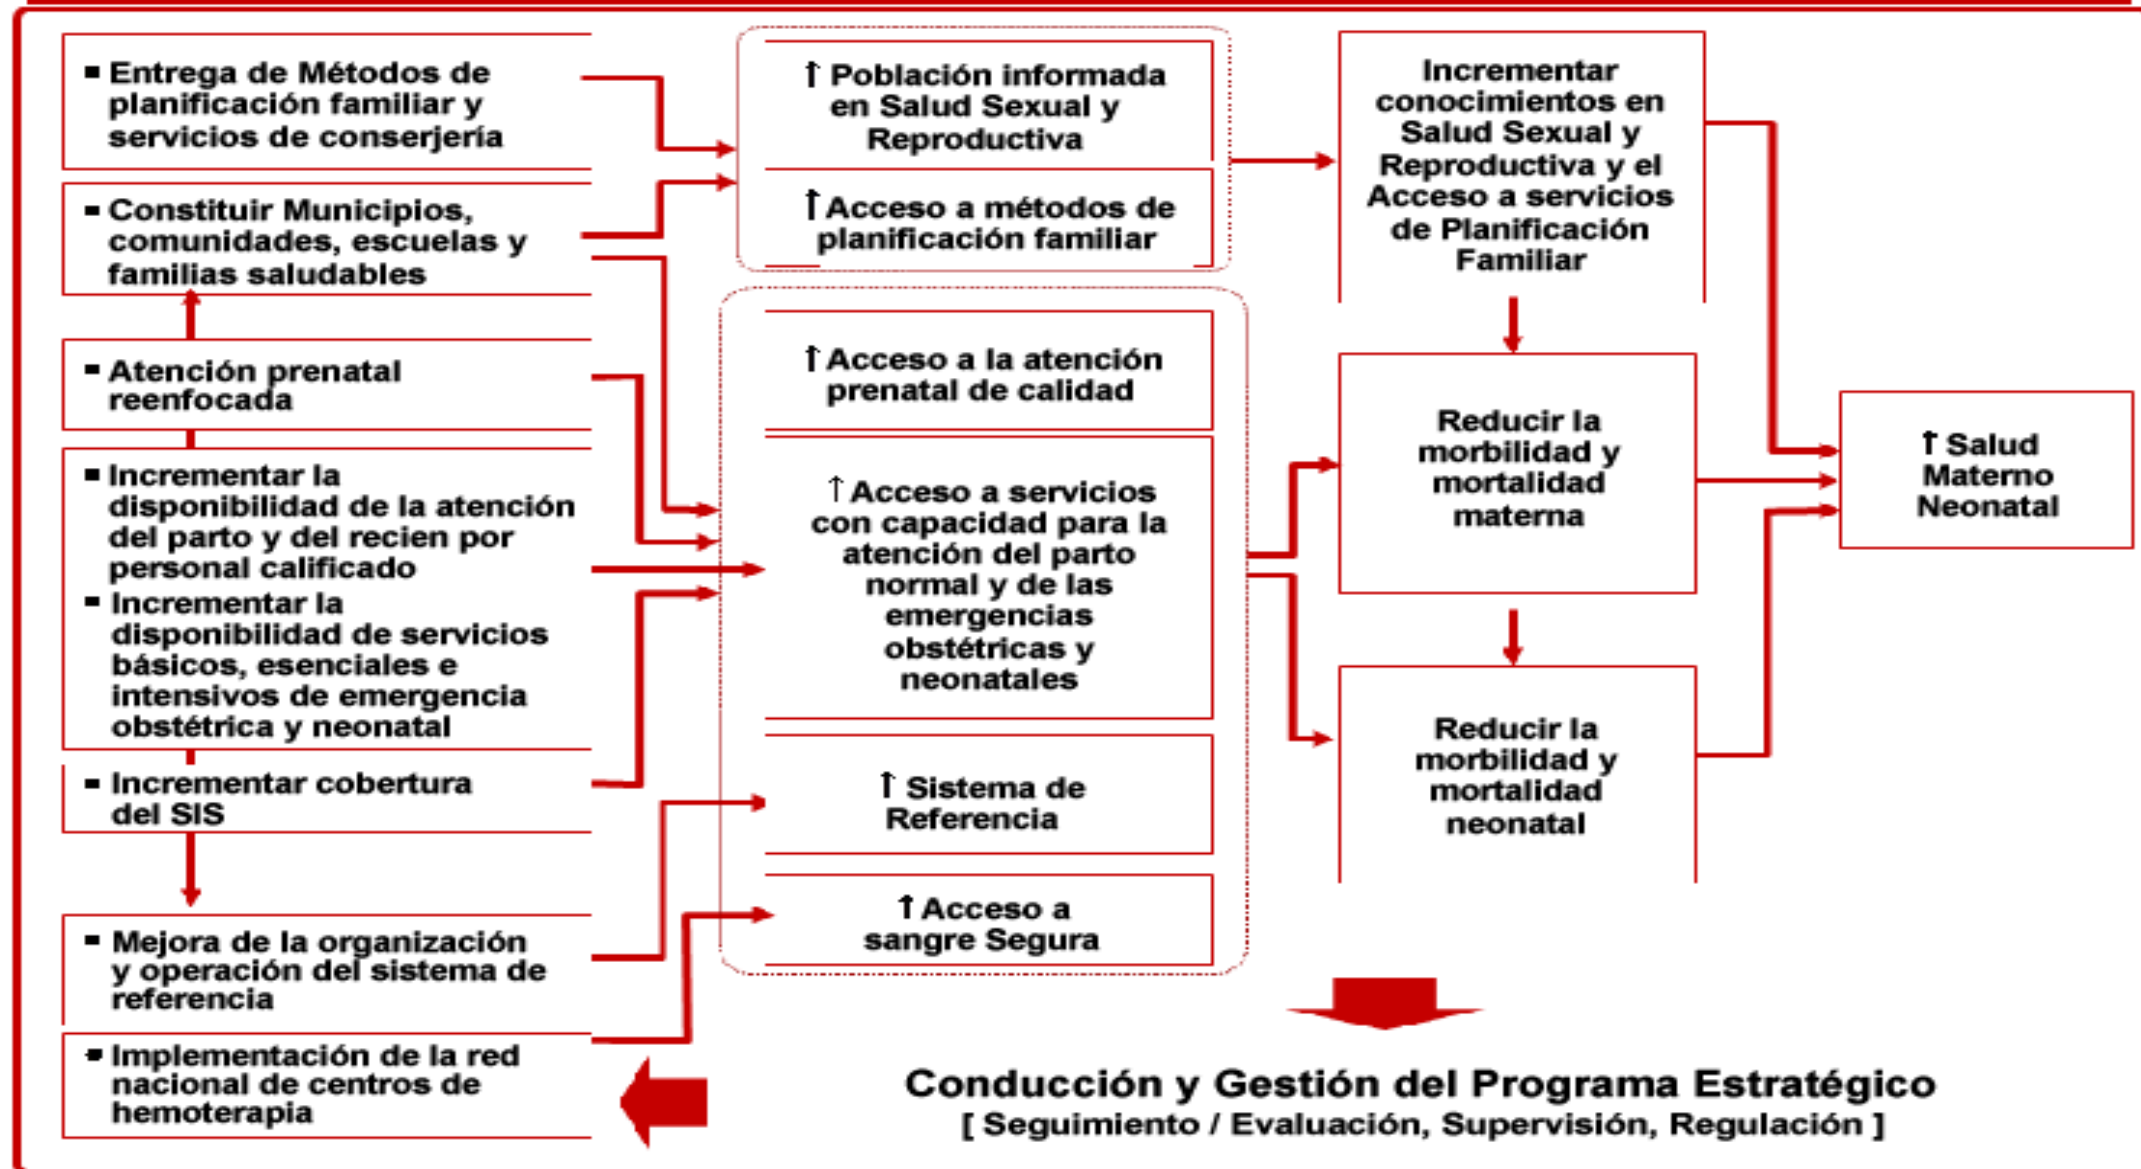 ▪ Entrega de Métodos de
planificación familiar y
servicios de conserjería
▪ Constituir Municipios,
comunidades, escuelas y
familias saludables
▪ Atención prenatal
reenfocada
▪ Incrementar la
disponibilidad de la atención
del parto y del recien por
personal calificado
▪ Incrementar la
disponibilidad de servicios
básicos, esenciales e
intensivos de emergencia
obstétrica y neonatal
▪ Incrementar cobertura
del SIS
▪ Mejora de la organización
y operación del sistema de
referencia
▪ Implementación de la red
nacional de centros de
hemoterapia
↑ Población informada
en Salud Sexual y
Reproductiva
↑ Acceso a métodos de
planificación familiar
↑ Acceso a la atención
prenatal de calidad
↑ Acceso a servicios
con capacidad para la
atención del parto
normal y de las
emergencias
obstétricas y
neonatales
↑ Sistema de
Referencia
↑ Acceso a
sangre Segura
Incrementar
conocimientos en
Salud Sexual y
Reproductiva y el
Acceso a servicios
de Planificación
Familiar
Reducir la
morbilidad y
mortalidad
materna
Reducir la
morbilidad y
mortalidad
neonatal
↑ Salud
Materno
Neonatal
Conducción y Gestión del Programa Estratégico
[ Seguimiento / Evaluación, Supervisión, Regulación ]